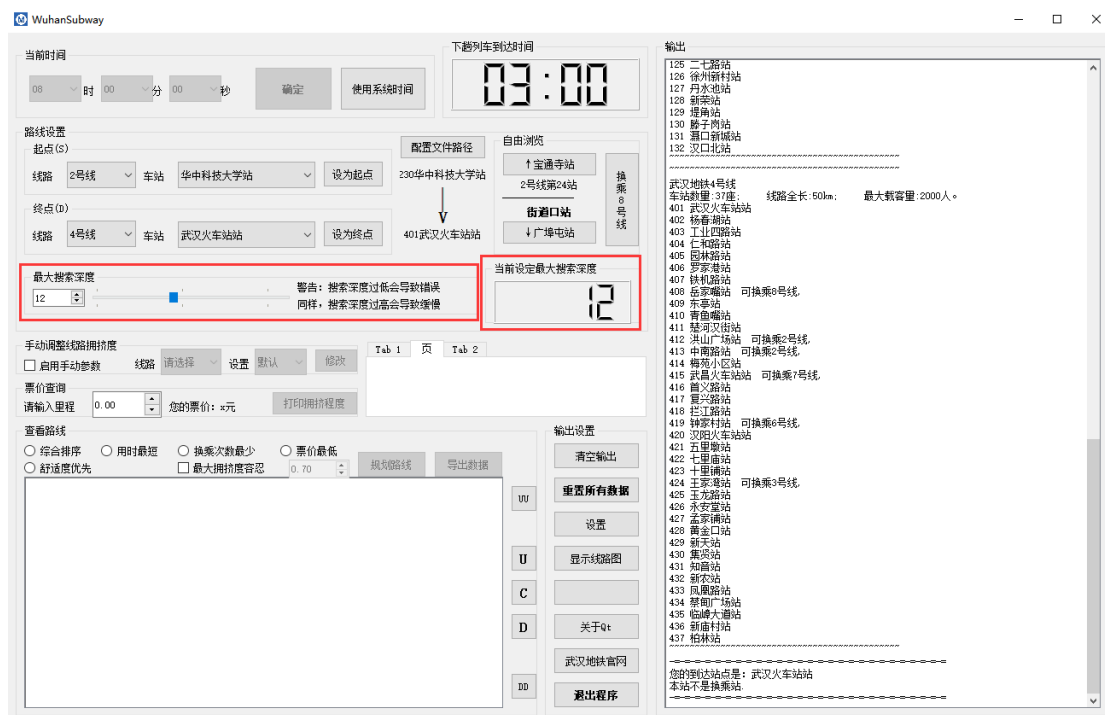 WuhanSubway
当前时间
08 时 00 分 00 秒 确定 使用系统时间
下趟列车到达时间
03:00
路线设置
起点(S)
线路 2号线 车站 华中科技大学站 设为起点
终点(D)
线路 4号线 车站 武汉火车站站 设为终点
配置文件路径
230华中科技大学站
V
401武汉火车站站
自由浏览
↑宝通寺站
2号线第24站
街道口站
↓广埠屯站
换乘8号线
最大搜索深度
12
警告: 搜索深度过低会导致错误
同样, 搜索深度过高会导致缓慢
当前设定最大搜索深度
12
手动调整线路拥挤度
启用手动参数 线路 请选择 设置 默认 修改
票价查询
请输入里程 0.00 您的票价: x元 打印拥挤程度
Tab 1 页 Tab 2
查看路线
综合排序 用时最短 换乘次数最少 票价最低
舒适度优先 最大拥挤度容忍 0.70 规划路线 导出数据
UU
U
C
D
DD
输出设置
清空输出
重置所有数据
设置
显示线路图
关于Qt
武汉地铁官网
退出程序
输出
125 二七路站
126 徐州新村站
127 丹水池站
128 新荣站
129 堤角站
130 滕子岗站
131 滠口新城站
132 汉口北站
~~~~~~~~~~~~~~~~~~~~~~~~~~~~~~~~~~~~~~
~~~~~~~~~~~~~~~~~~~~~~~~~~~~~~~~~~~~~~
武汉地铁4号线
车站数量:37座; 线路全长:50km; 最大载客量:2000人。
401 武汉火车站站
402 杨春湖站
403 工业四路站
404 仁和路站
405 园林路站
406 罗家港站
407 铁机路站
408 岳家嘴站 可换乘8号线,
409 东亭站
410 青鱼嘴站
411 楚河汉街站
412 洪山广场站 可换乘2号线,
413 中南路站 可换乘2号线,
414 梅苑小区站
415 武昌火车站站 可换乘7号线,
416 首义路站
417 复兴路站
418 拦江路站
419 钟家村站 可换乘6号线,
420 汉阳火车站站
421 五里墩站
422 七里庙站
423 十里铺站
424 王家湾站 可换乘3号线,
425 玉龙路站
426 永安堂站
427 孟家铺站
428 黄金口站
429 新天站
430 集贤站
431 知音站
432 新农站
433 凤凰路站
434 蔡甸广场站
435 临嶂大道站
436 新庙村站
437 柏林站
~~~~~~~~~~~~~~~~~~~~~~~~~~~~~~~~~~~~~~
-=-=-=-=-=-=-=-=-=-=-=-=-=-=-=-=-=-=-=-=
您的到达站点是: 武汉火车站站
本站不是换乘站.
-=-=-=-=-=-=-=-=-=-=-=-=-=-=-=-=-=-=-=-=